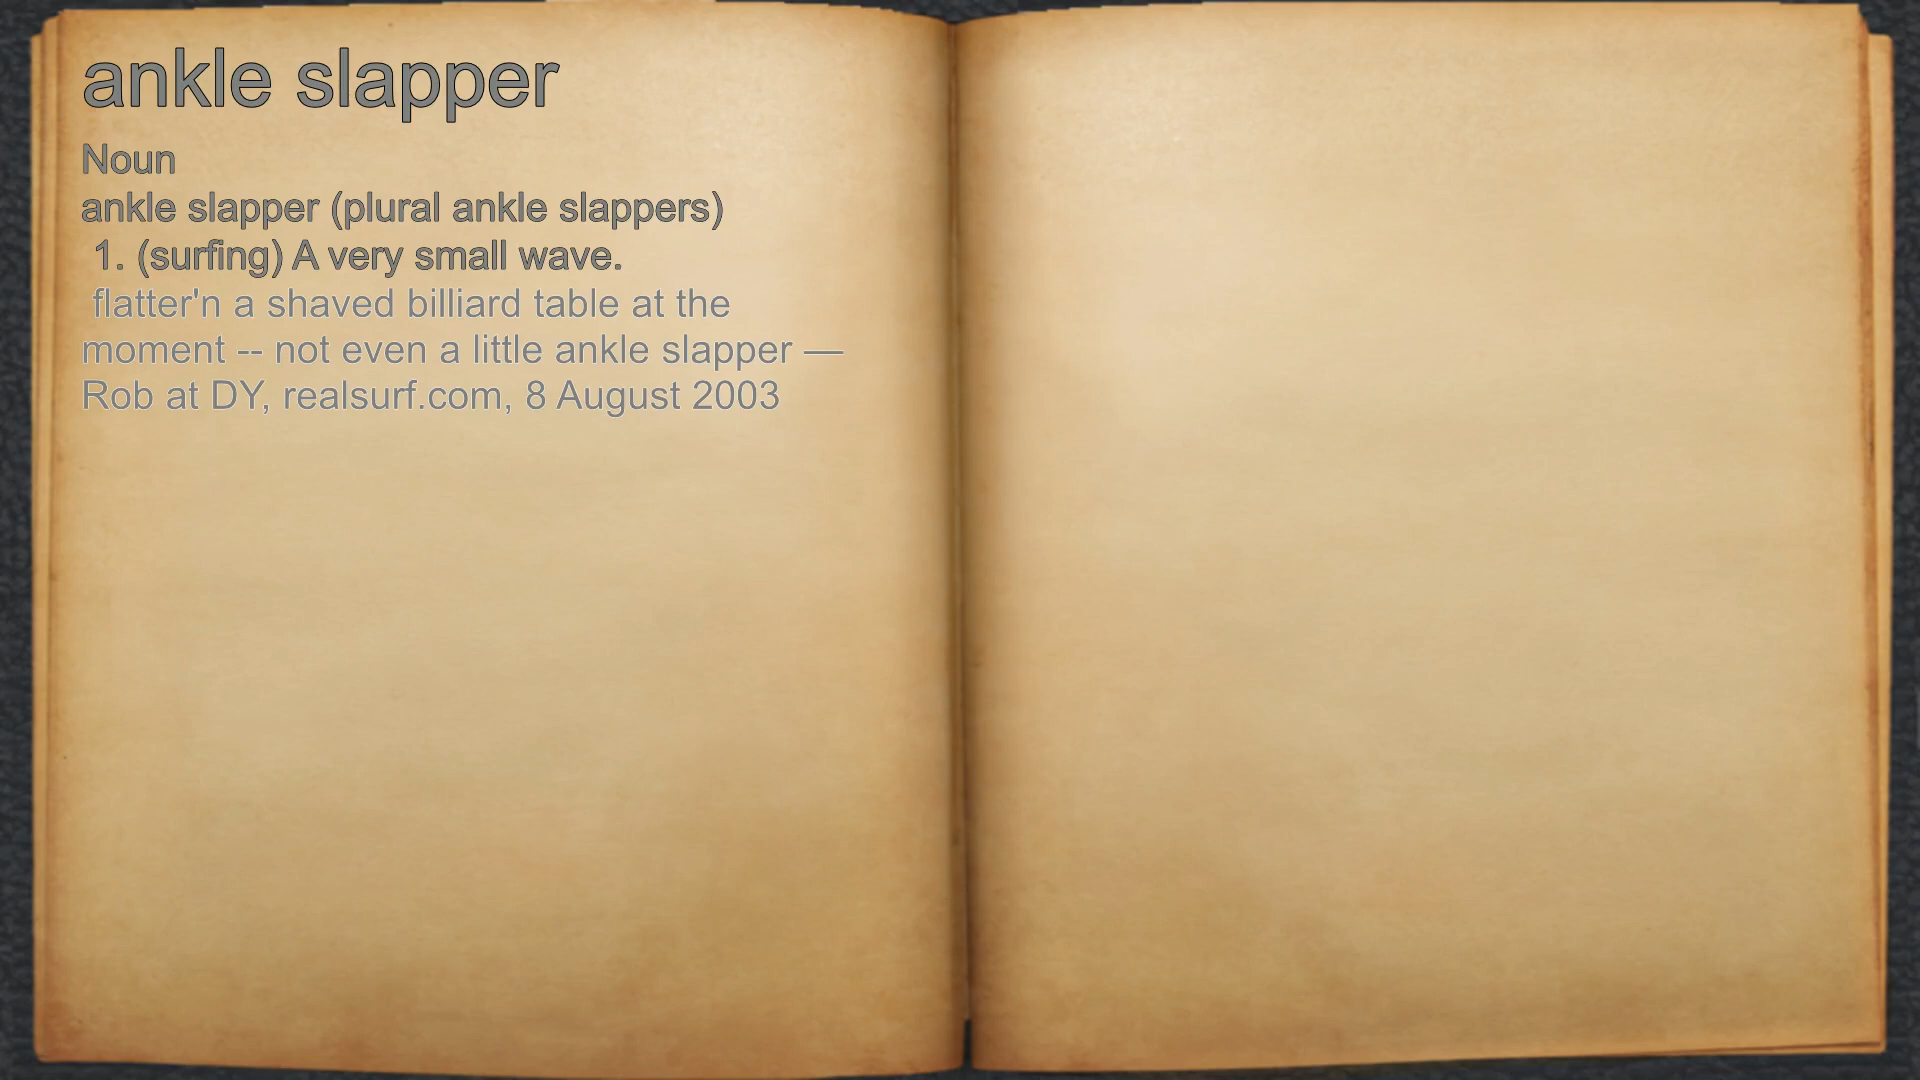 ankle slapper
Noun
ankle slapper (plural ankle slappers)
1. (surfing) A very small wave.
flatter'n a shaved billiard table at the
moment -- not even a little ankle slapper —
Rob at DY, realsurf.com, 8 August 2003